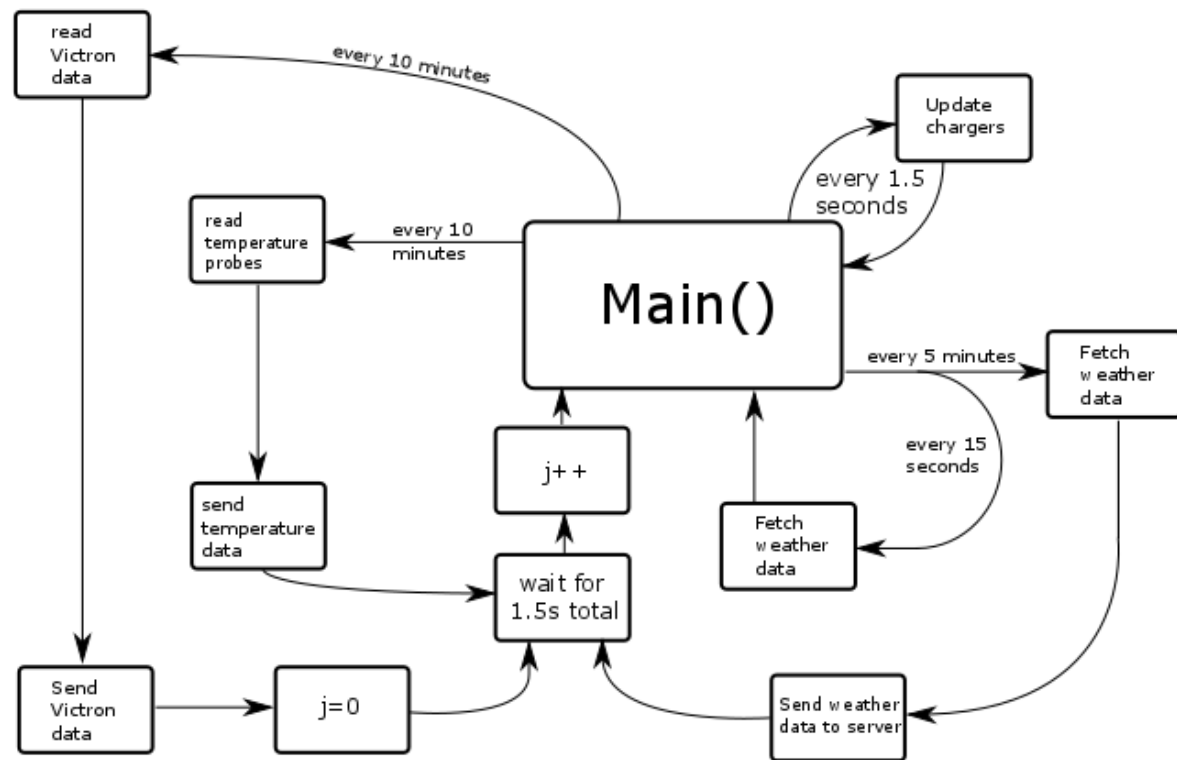 read
Victron
data
every 10 minutes
Update
chargers
every 1.5
seconds
read
temperature
probes
every 10
minutes
Main()
every 5 minutes
Fetch
weather
data
every 15
seconds
j++
send
temperature
data
Fetch
weather
data
wait for
1.5s total
Send
Victron
data
j=0
Send weather
data to server